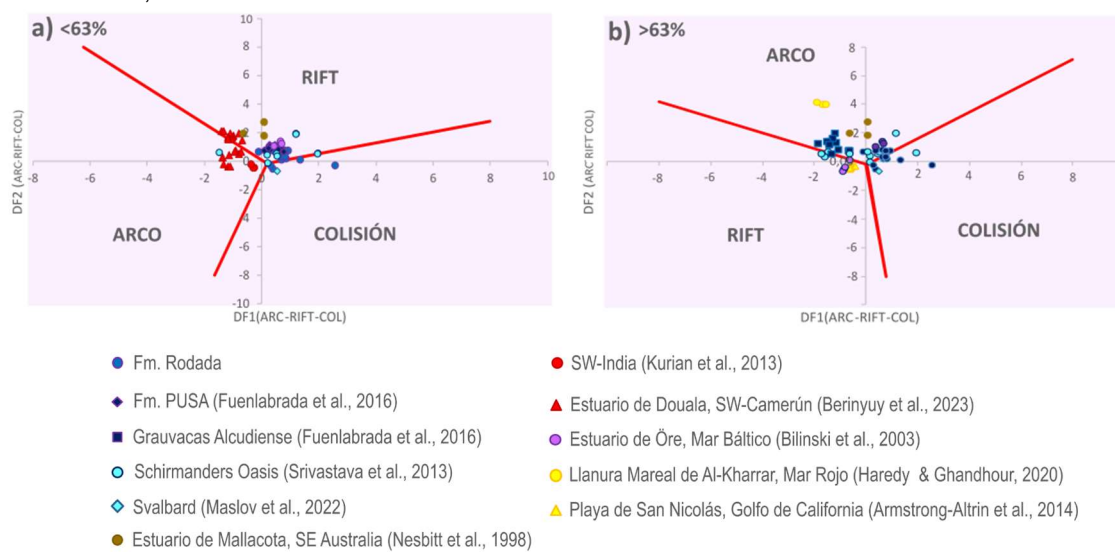 a) <63%
10
8
6
4
2
0
-2
-4
-6
-8
-10
-8 -6 -4 -2 0 2 4 6 8 10
RIFT
ARCO
COLISIÓN
DF2 (ARC-RIFT-COL)
DF1(ARC-RIFT-COL)
b) >63%
8
6
4
2
0
-2
-4
-6
-8
-8 -6 -4 -2 0 2 4 6 8
ARCO
RIFT
COLISIÓN
DF2 (ARC RIFT COL)
DF1(ARC-RIFT-COL)
Fm. Rodada
Fm. PUSA (Fuenlabrada et al., 2016)
Grauvacas Alcudiense (Fuenlabrada et al., 2016)
Schirmanders Oasis (Srivastava et al., 2013)
Svalbard (Maslov et al., 2022)
Estuario de Mallacota, SE Australia (Nesbitt et al., 1998)
SW-India (Kurian et al., 2013)
Estuario de Douala, SW-Camerún (Berinyuy et al., 2023)
Estuario de Öre, Mar Báltico (Bilinski et al., 2003)
Llanura Mareal de Al-Kharrar, Mar Rojo (Haredy & Ghandhour, 2020)
Playa de San Nicolás, Golfo de California (Armstrong-Altrin et al., 2014)